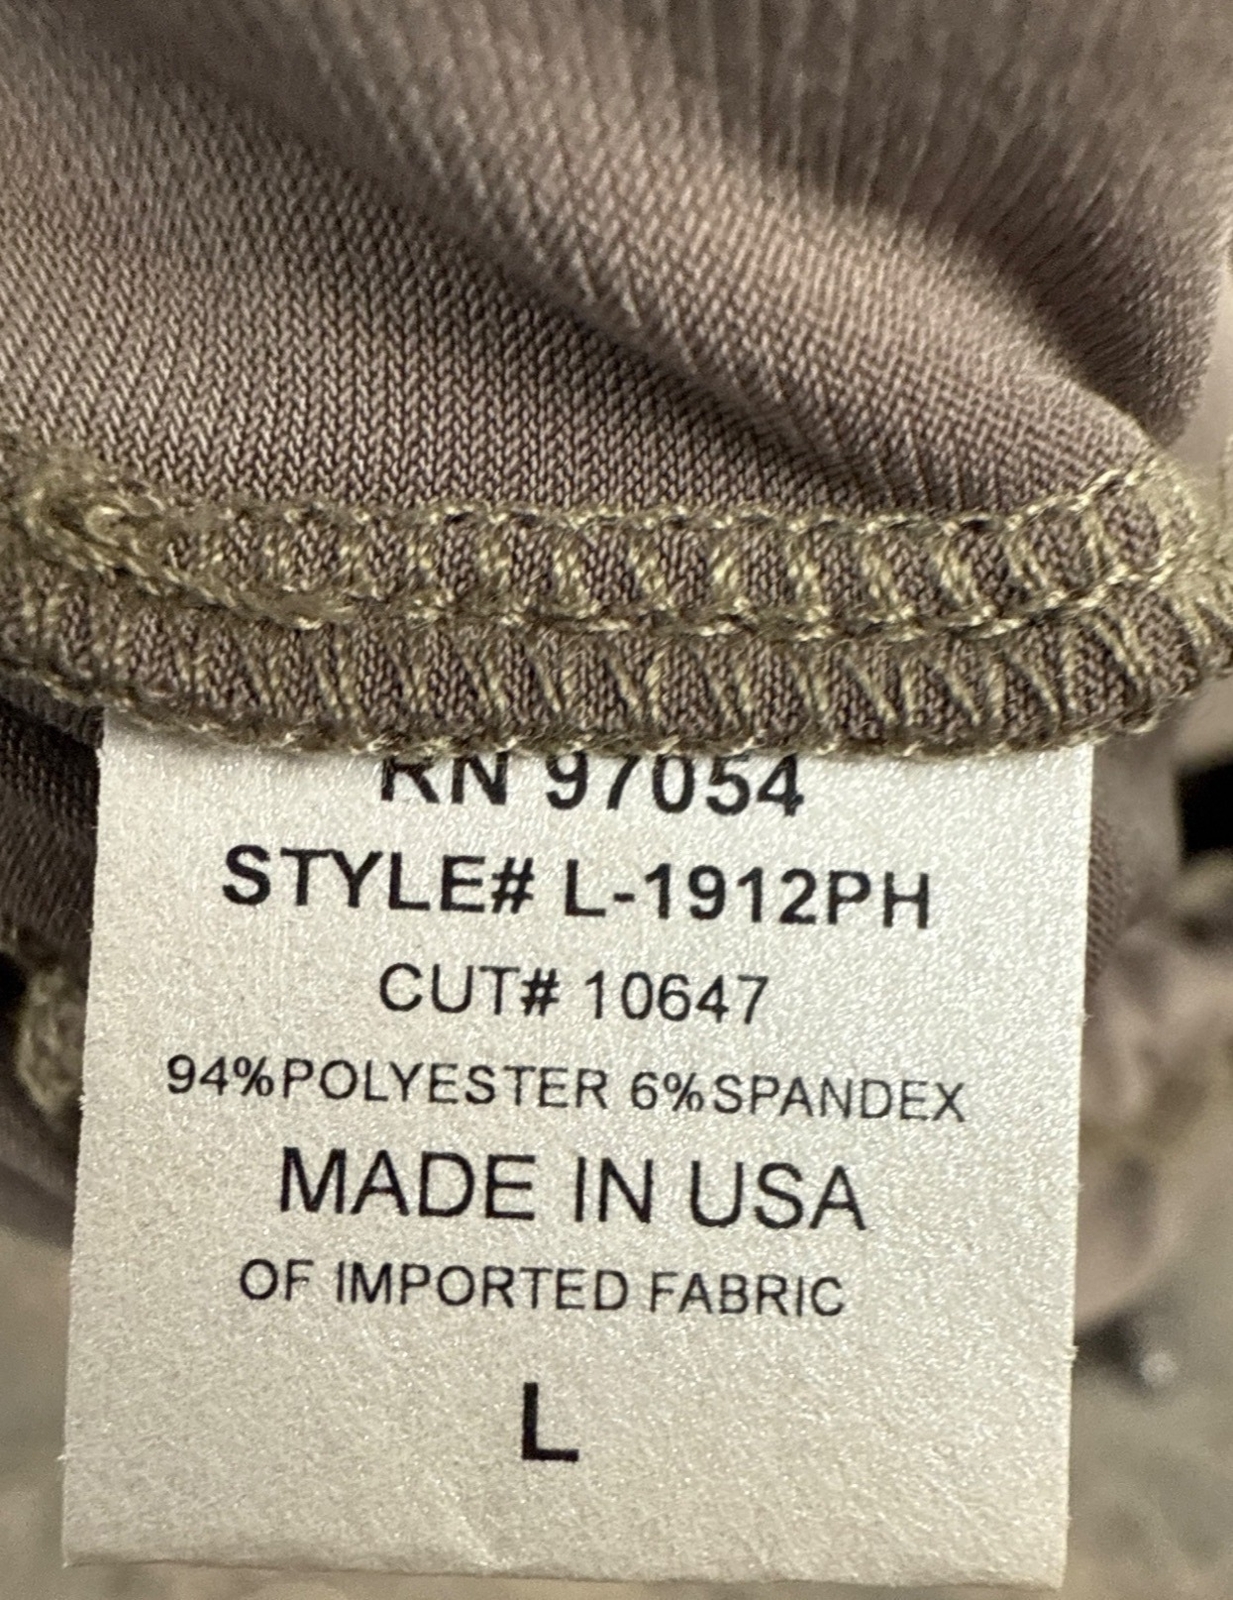 RN 97054
STYLE# L-1912PH
CUT# 10647
94%POLYESTER 6%SPANDEX
MADE IN USA
OF IMPORTED FABRIC
L